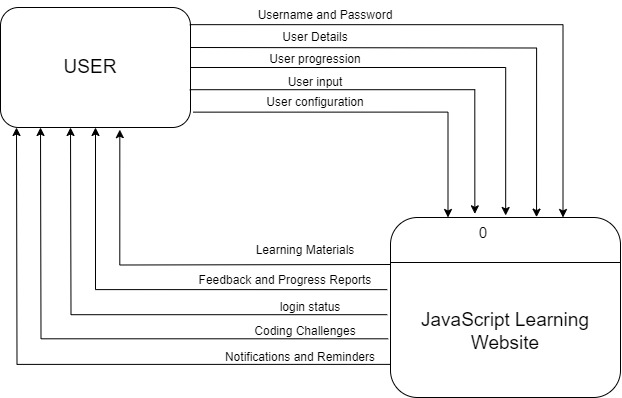 Username and Password
User Details
USER
User progression
User input
User configuration
0
Learning Materials
Feedback and Progress Reports
login status
JavaScript Learning
Website
Coding Challenges
Notifications and Reminders